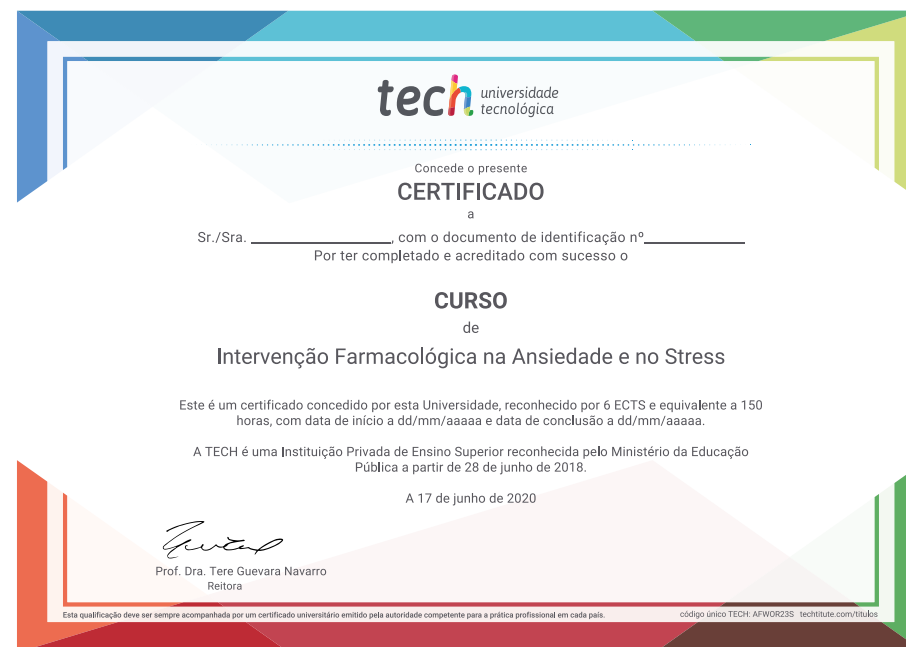 tech universidade
tecnológica
Concede o presente
CERTIFICADO
a
Sr./Sra. ____________________, com o documento de identificação nº______________
Por ter completado e acreditado com sucesso o
CURSO
de
Intervenção Farmacológica na Ansiedade e no Stress
Este é um certificado concedido por esta Universidade, reconhecido por 6 ECTS e equivalente a 150
horas, com data de início a dd/mm/aaaaa e data de conclusão a dd/mm/aaaaa.
A TECH é uma Instituição Privada de Ensino Superior reconhecida pelo Ministério da Educação
Pública a partir de 28 de junho de 2018.
A 17 de junho de 2020
Prof. Dra. Tere Guevara Navarro
Reitora
Esta qualificação deve ser sempre acompanhada por um certificado universitário emitido pela autoridade competente para a prática profissional em cada país.
código único TECH: AFWOR23S techtitute.com/titulos